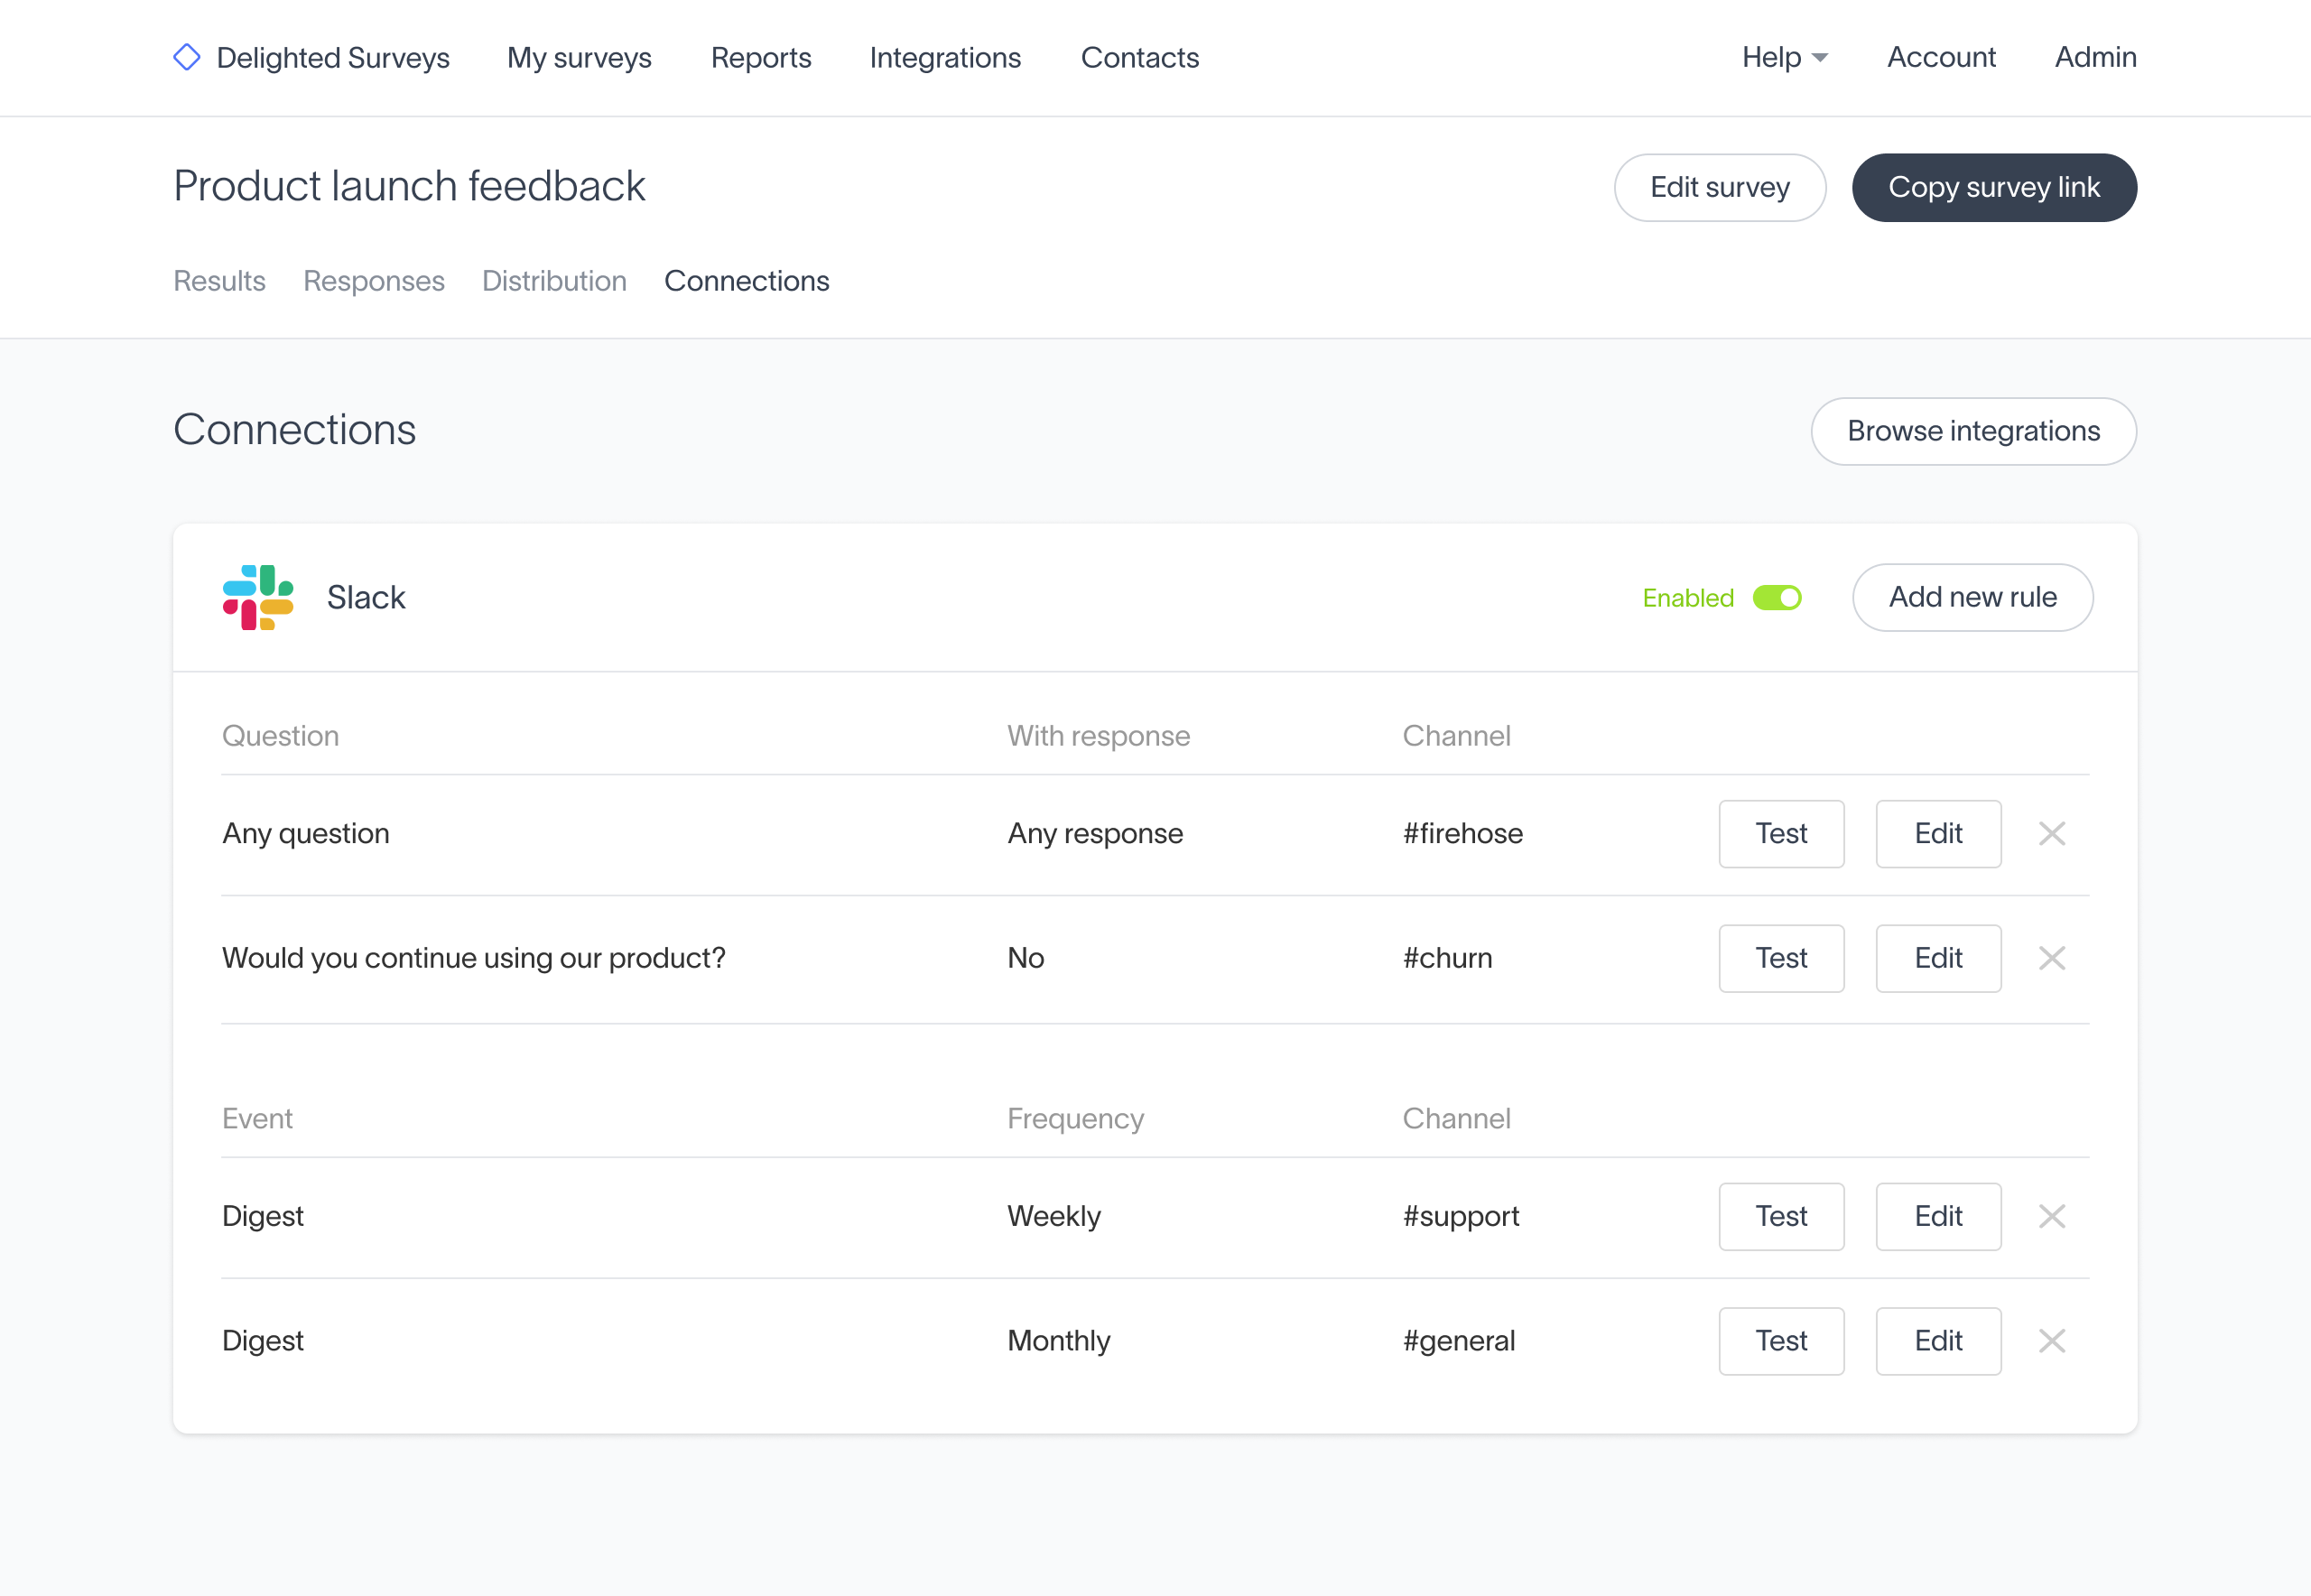 Delighted Surveys My surveys Reports Integrations Contacts Help Account Admin
Product launch feedback Edit survey Copy survey link
Results Responses Distribution Connections
Connections Browse integrations
Slack Enabled Add new rule
Question With response Channel
Any question Any response #firehose Test Edit
Would you continue using our product? No #churn Test Edit
Event Frequency Channel
Digest Weekly #support Test Edit
Digest Monthly #general Test Edit